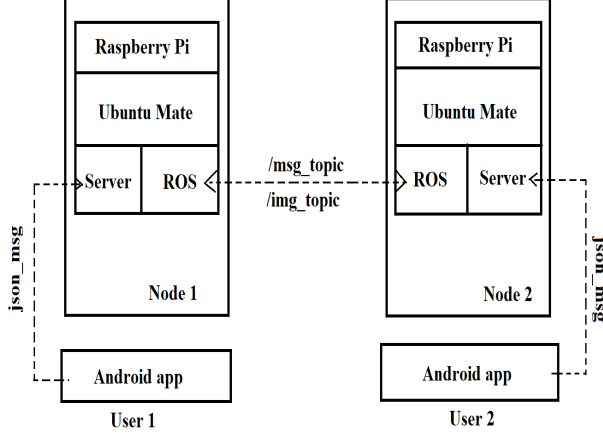 Raspberry Pi
Ubuntu Mate
Server
ROS
Node 1
/msg_topic
/img_topic
Raspberry Pi
Ubuntu Mate
ROS
Server
Node 2
json_msg
json_msg
Android app
User 1
Android app
User 2